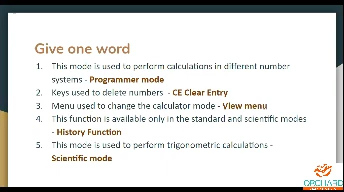 Give one word
1. This mode is used to perform calculations in different number
systems - Programmer mode
2. Keys used to delete numbers - CE Clear Entry
3. Menu used to change the calculator mode - View menu
4. This function is available only in the standard and scientific modes
- History Function
5. This mode is used to perform trigonometric calculations -
Scientific mode
ORCHARD